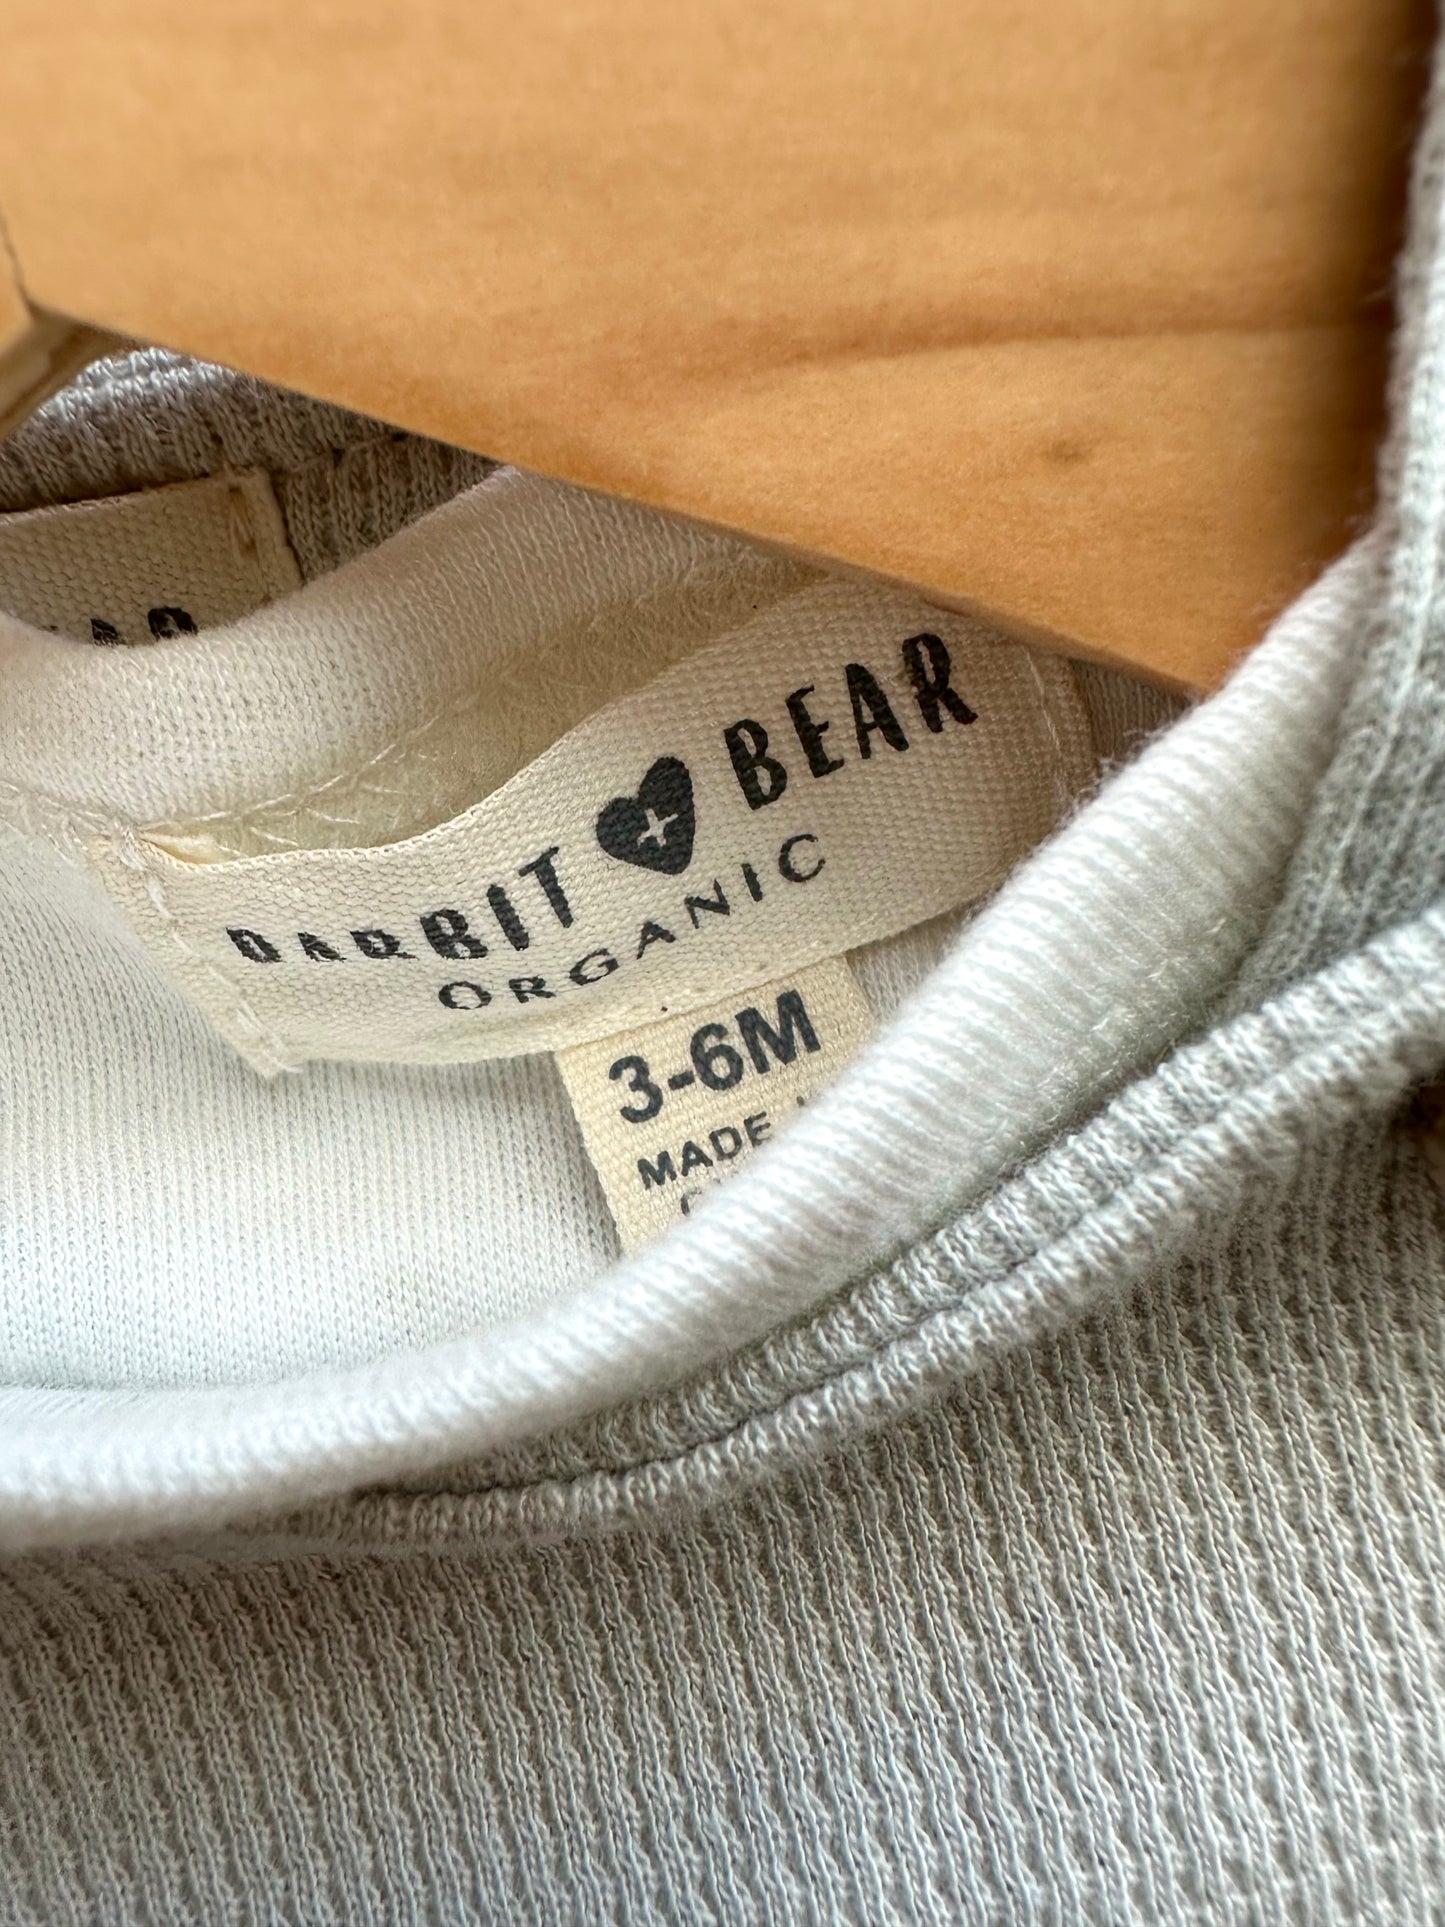 RABBIT + BEAR
ORGANIC
3-6M
MADE